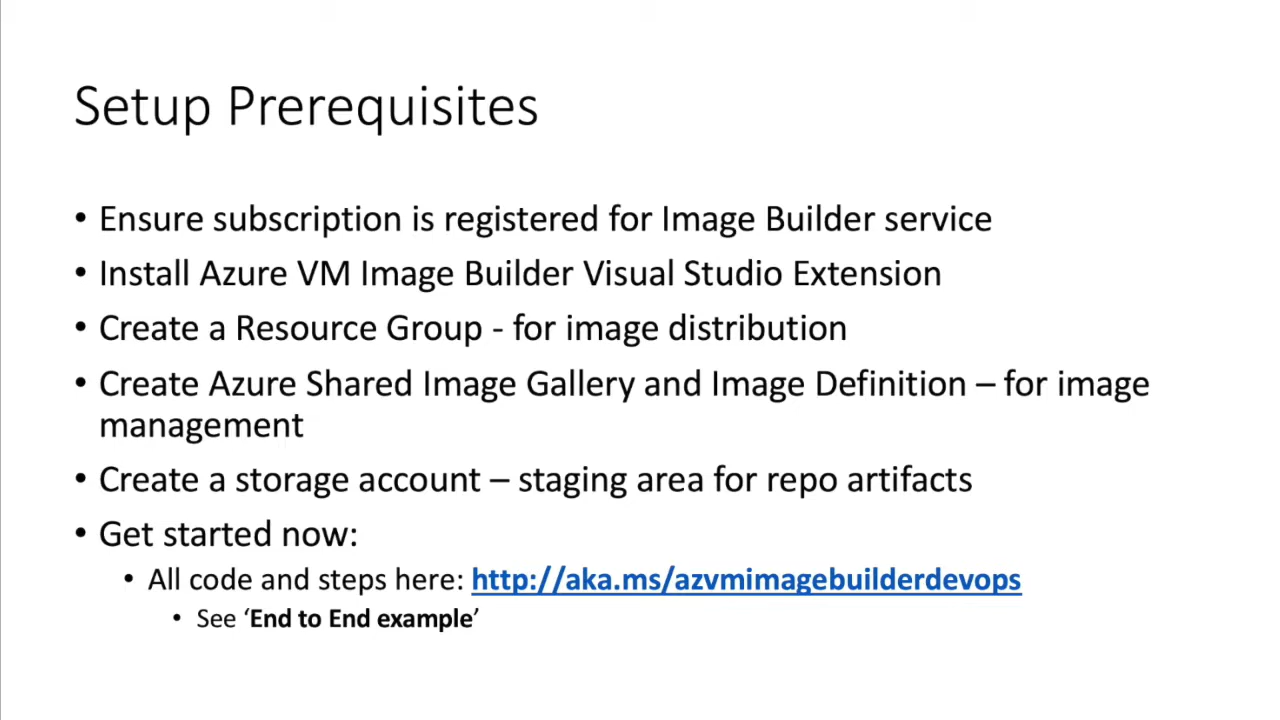 Setup Prerequisites
• Ensure subscription is registered for Image Builder service
• Install Azure VM Image Builder Visual Studio Extension
• Create a Resource Group - for image distribution
• Create Azure Shared Image Gallery and Image Definition – for image
management
• Create a storage account – staging area for repo artifacts
• Get started now:
• All code and steps here: http://aka.ms/azvmimagebuilderdevops
• See ‘End to End example’